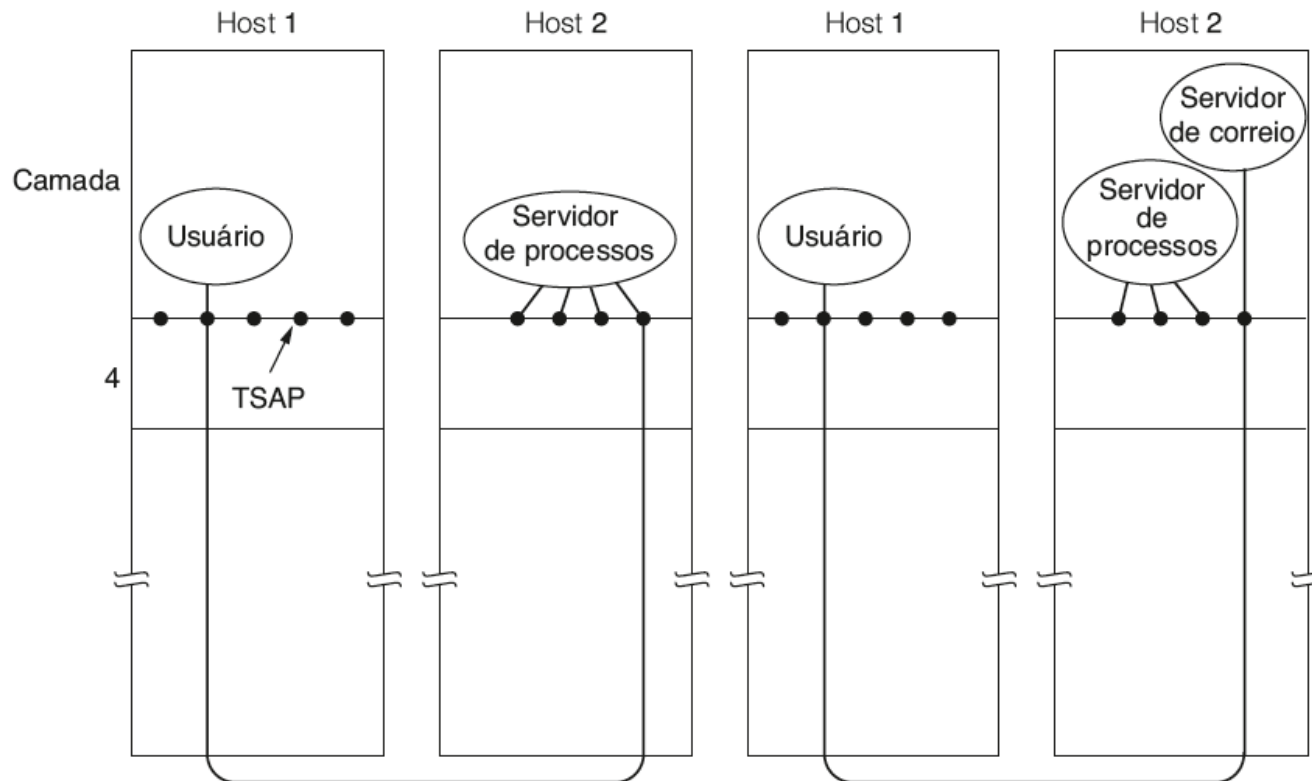 Host 1
Host 2
Host 1
Host 2
Servidor
de correio
Camada
Usuário
Servidor
de processos
Usuário
Servidor
de
processos
4
TSAP